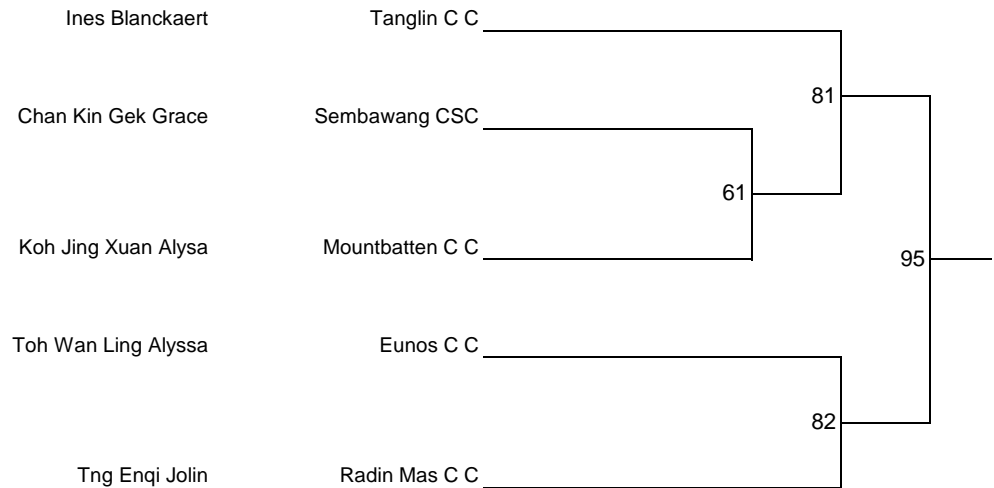 Ines Blanckaert Tanglin C C
81
Chan Kin Gek Grace Sembawang CSC
61
Koh Jing Xuan Alysa Mountbatten C C
95
Toh Wan Ling Alyssa Eunos C C
82
Tng Enqi Jolin Radin Mas C C